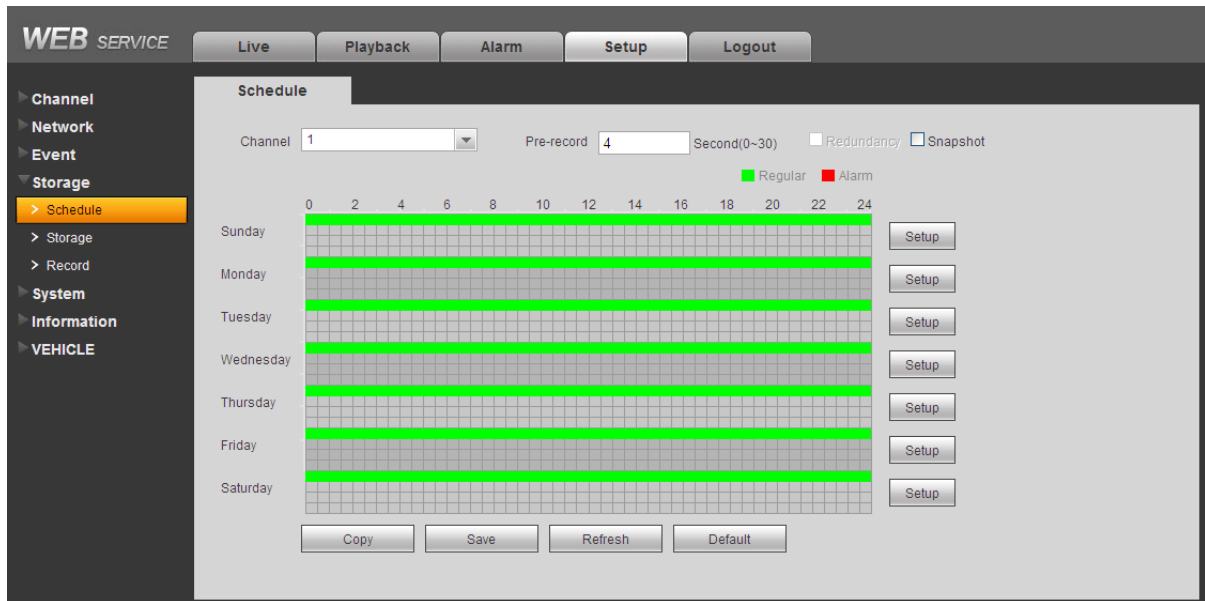 WEB SERVICE
Live Playback Alarm Setup Logout
Channel
Network
Event
Storage
> Schedule
> Storage
> Record
System
Information
VEHICLE
Schedule
Channel 1 Pre-record 4 Second(0~30) Redundancy Snapshot
Regular Alarm
0 2 4 6 8 10 12 14 16 18 20 22 24
Sunday Setup
Monday Setup
Tuesday Setup
Wednesday Setup
Thursday Setup
Friday Setup
Saturday Setup
Copy Save Refresh Default